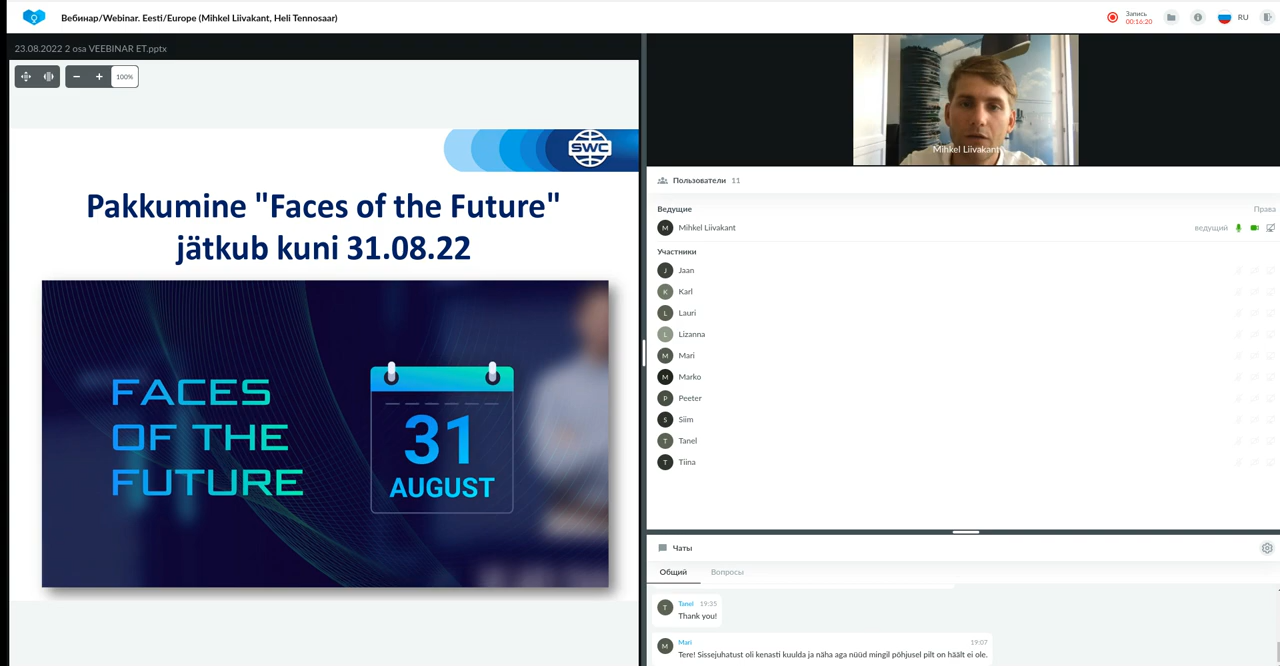 Вебинар/Webinar. Eesti/Europe (Mihkel Liivakant, Heli Tennosaar)
Запись
00:16:20
RU
23.08.2022 2 osa VEEBINAR ET.pptx
100%
SWC
Pakkumine "Faces of the Future"
jätkub kuni 31.08.22
FACES
OF THE
FUTURE
31
AUGUST
Mihkel Liivakant
Пользователи 11
Ведущие Права
M Mihkel Liivakant ведущий
Участники
J Jaan
K Karl
L Lauri
L Lizanna
M Mari
M Marko
P Peeter
S Siim
T Tanel
T Tiina
Чаты
Общий Вопросы
T Tanel 19:35
Thank you!
M Mari 19:07
Tere! Sissejuhatust oli kenasti kuulda ja näha aga nüüd mingil põhjusel pilt on häält ei ole.